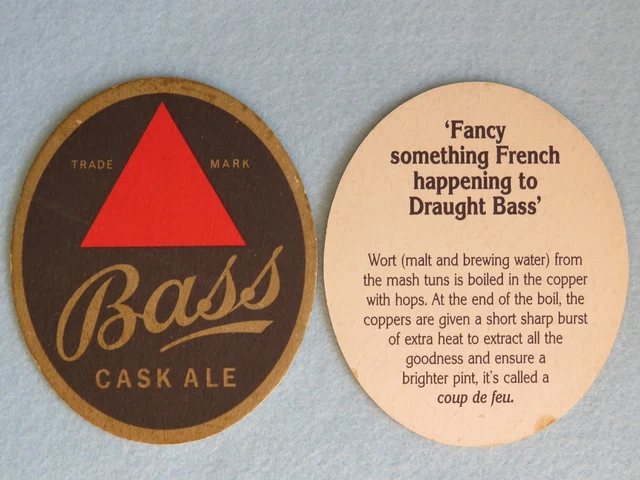 TRADE MARK
Bass
CASK ALE
‘Fancy
something French
happening to
Draught Bass’
Wort (malt and brewing water) from
the mash tuns is boiled in the copper
with hops. At the end of the boil, the
coppers are given a short sharp burst
of extra heat to extract all the
goodness and ensure a
brighter pint, it's called a
coup de feu.